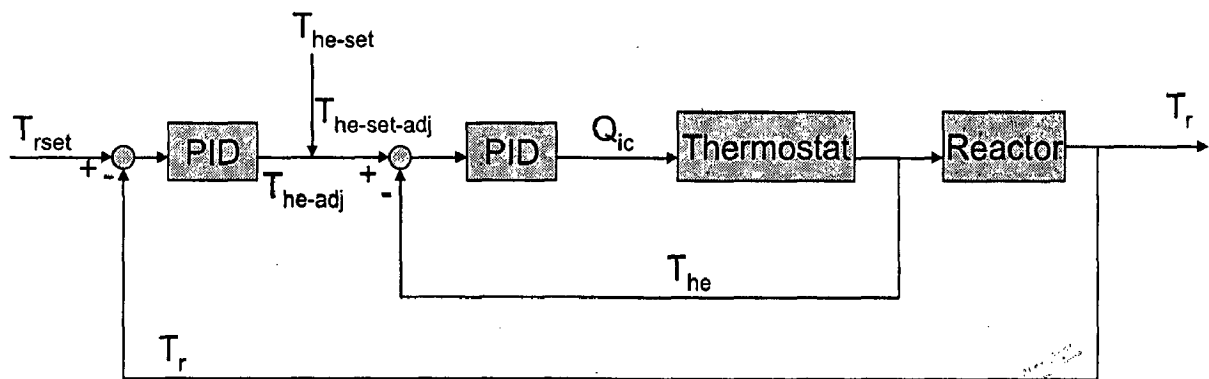 T_he-set
T_rset
+
-
PID
T_he-adj
T_he-set-adj
+
-
PID
Q_ic
Thermostat
Reactor
T_r
T_he
T_r